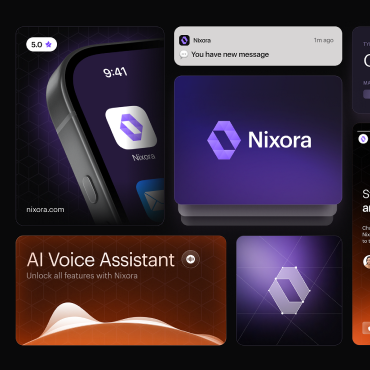 5.0
9:41
Nixora
nixora.com
Nixora
1m ago
You have new message
Nixora
AI Voice Assistant
Unlock all features with Nixora